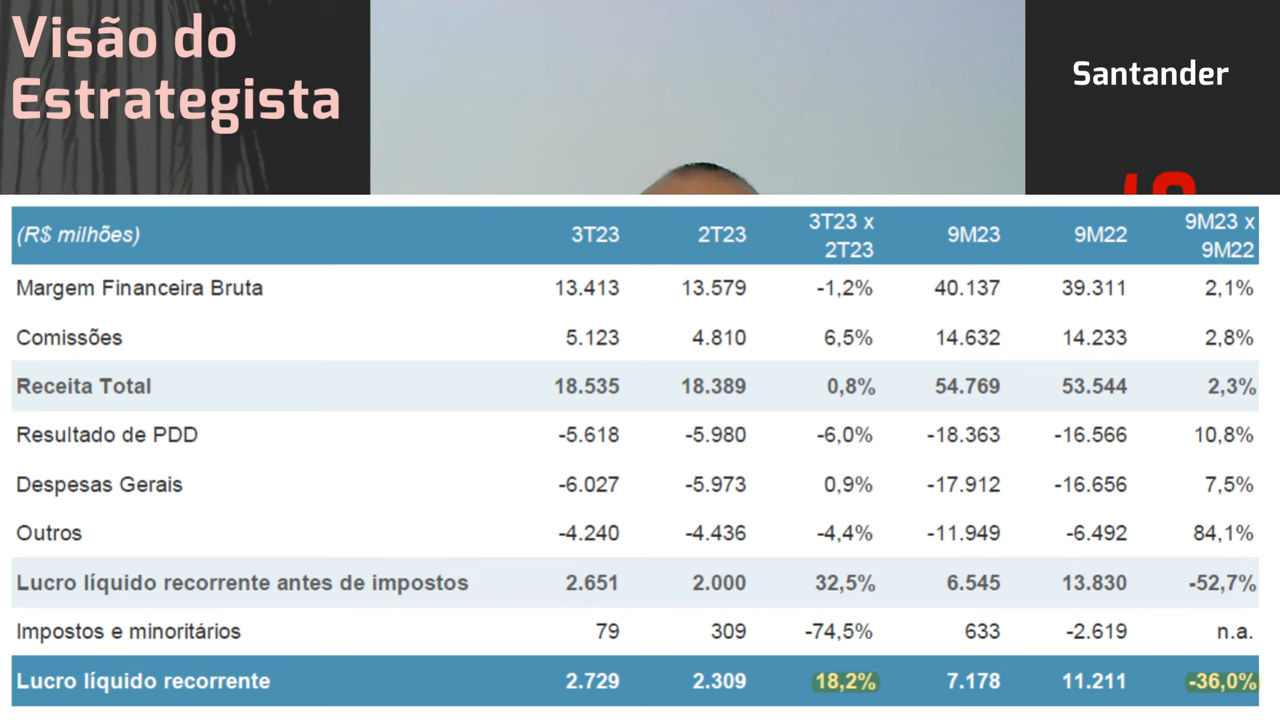 Visão do
Estrategista
Santander
(R$ milhões) 3T23 2T23 3T23 x 2T23 9M23 9M22 9M23 x 9M22
Margem Financeira Bruta 13.413 13.579 -1,2% 40.137 39.311 2,1%
Comissões 5.123 4.810 6,5% 14.632 14.233 2,8%
Receita Total 18.535 18.389 0,8% 54.769 53.544 2,3%
Resultado de PDD -5.618 -5.980 -6,0% -18.363 -16.566 10,8%
Despesas Gerais -6.027 -5.973 0,9% -17.912 -16.656 7,5%
Outros -4.240 -4.436 -4,4% -11.949 -6.492 84,1%
Lucro líquido recorrente antes de impostos 2.651 2.000 32,5% 6.545 13.830 -52,7%
Impostos e minoritários 79 309 -74,5% 633 -2.619 n.a.
Lucro líquido recorrente 2.729 2.309 18,2% 7.178 11.211 -36,0%